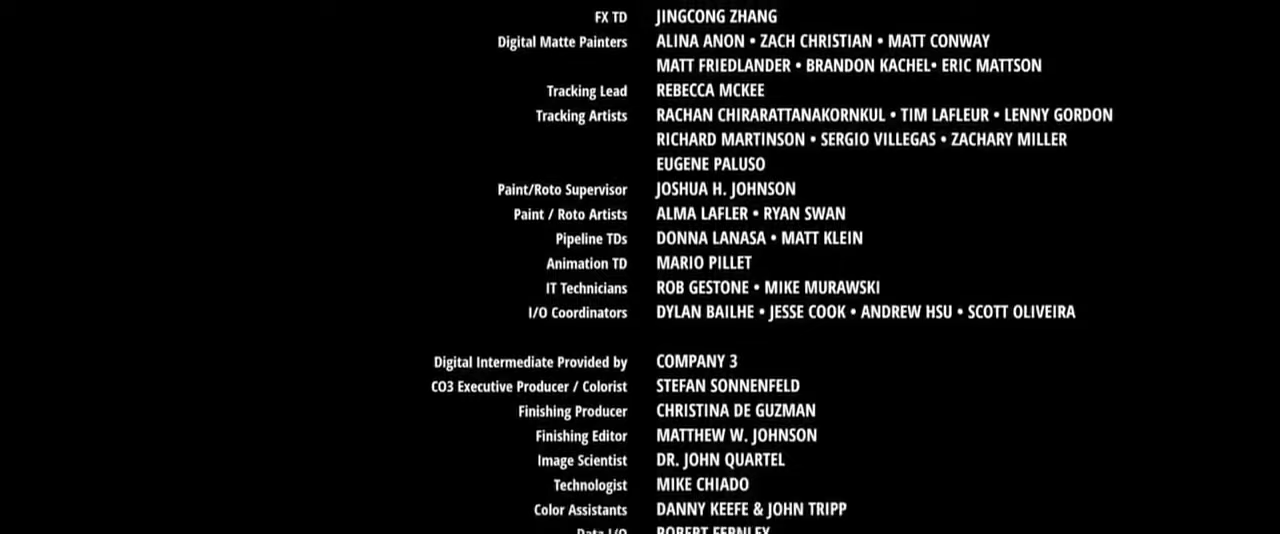 FX TD JINGCONG ZHANG
Digital Matte Painters ALINA ANON • ZACH CHRISTIAN • MATT CONWAY
MATT FRIEDLANDER • BRANDON KACHEL• ERIC MATTSON
Tracking Lead REBECCA MCKEE
Tracking Artists RACHAN CHIRARATTANAKORNKUL • TIM LAFLEUR • LENNY GORDON
RICHARD MARTINSON • SERGIO VILLEGAS • ZACHARY MILLER
EUGENE PALUSO
Paint/Roto Supervisor JOSHUA H. JOHNSON
Paint / Roto Artists ALMA LAFLER • RYAN SWAN
Pipeline TDs DONNA LANASA • MATT KLEIN
Animation TD MARIO PILLET
IT Technicians ROB GESTONE • MIKE MURAWSKI
I/O Coordinators DYLAN BAILHE • JESSE COOK • ANDREW HSU • SCOTT OLIVEIRA
Digital Intermediate Provided by COMPANY 3
CO3 Executive Producer / Colorist STEFAN SONNENFELD
Finishing Producer CHRISTINA DE GUZMAN
Finishing Editor MATTHEW W. JOHNSON
Image Scientist DR. JOHN QUARTEL
Technologist MIKE CHIADO
Color Assistants DANNY KEEFE & JOHN TRIPP
Data I/O ROBERT FERNLEY